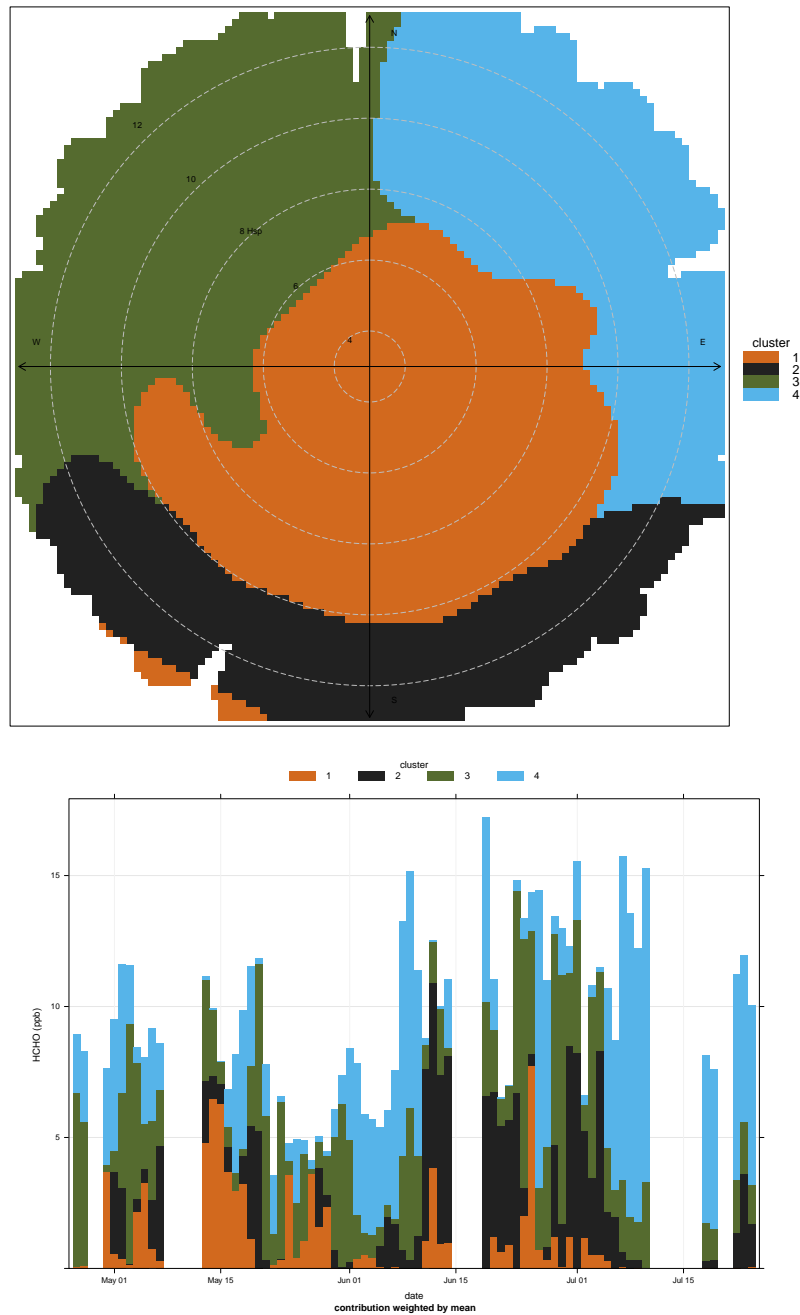 N
12
10
8 Hsp
6
4
W
E
S
cluster
1
2
3
4
cluster
1 2 3 4
HCHO (ppb)
15
10
5
May 01 May 15 Jun 01 Jun 15 Jul 01 Jul 15
date
contribution weighted by mean